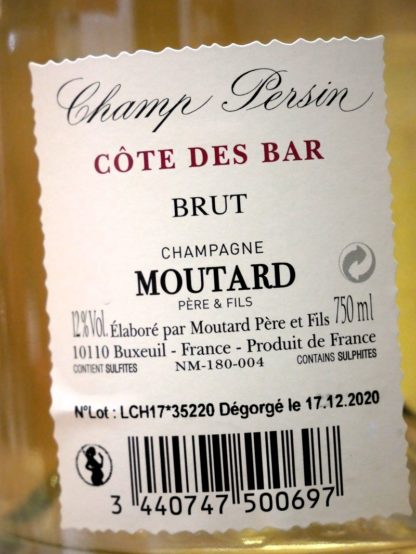 Champ Persin
CÔTE DES BAR
BRUT
CHAMPAGNE
MOUTARD
PÈRE & FILS
12%Vol. Élaboré par Moutard Père et Fils 750 ml
10110 Buxeuil - France - Produit de France
CONTIENT SULFITES NM-180-004 CONTAINS SULPHITES
N°Lot : LCH17*35220 Dégorgé le 17.12.2020
3 440747 500697